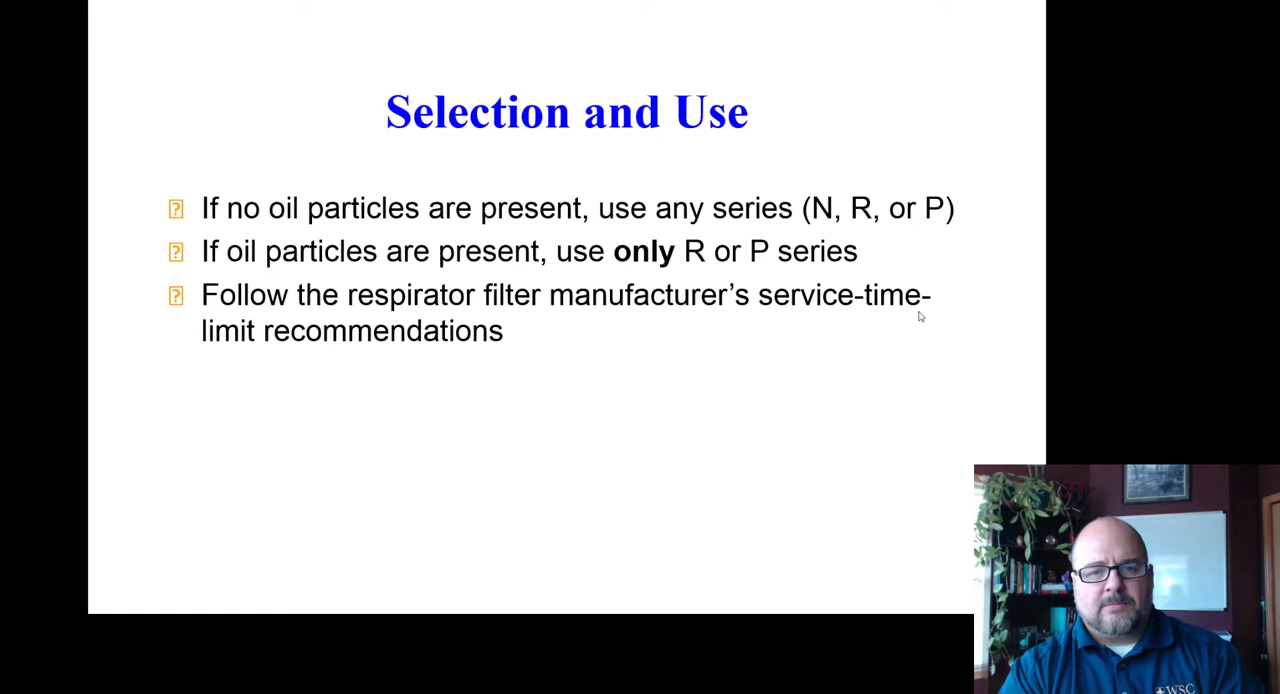 Selection and Use
If no oil particles are present, use any series (N, R, or P)
If oil particles are present, use only R or P series
Follow the respirator filter manufacturer’s service-time-
limit recommendations
WSC